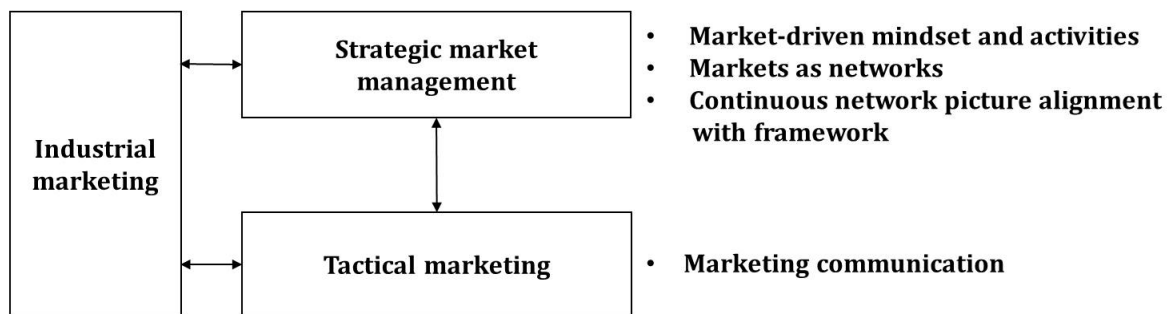 Industrial
marketing
Strategic market
management
• Market-driven mindset and activities
• Markets as networks
• Continuous network picture alignment
with framework
Tactical marketing
• Marketing communication